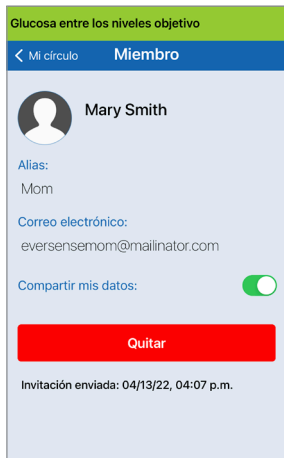 Glucosa entre los niveles objetivo
Mi círculo Miembro
Mary Smith
Alias:
Mom
Correo electrónico:
eversensemom@mailinator.com
Compartir mis datos:
Quitar
Invitación enviada: 04/13/22, 04:07 p.m.